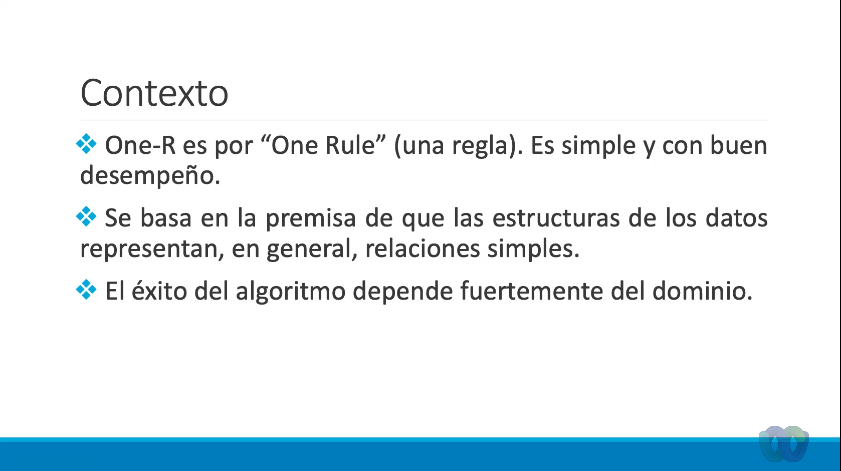 Contexto
❖ One-R es por “One Rule” (una regla). Es simple y con buen
desempeño.
❖ Se basa en la premisa de que las estructuras de los datos
representan, en general, relaciones simples.
❖ El éxito del algoritmo depende fuertemente del dominio.